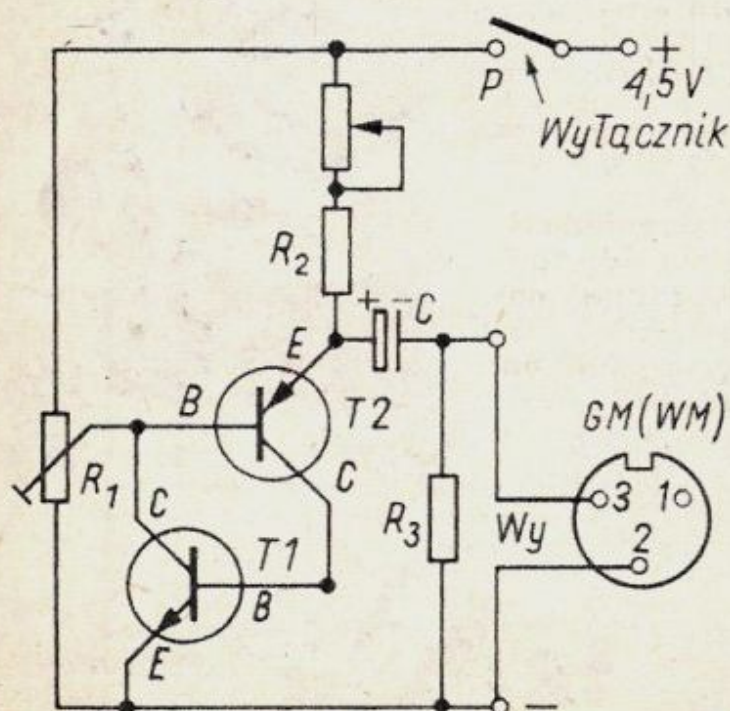 +
P
4,5V
Wyłącznik
R2
+
-
C
E
B
T2
GM(WM)
C
R1
C
R3
Wy
3
1
2
T1
B
E
-